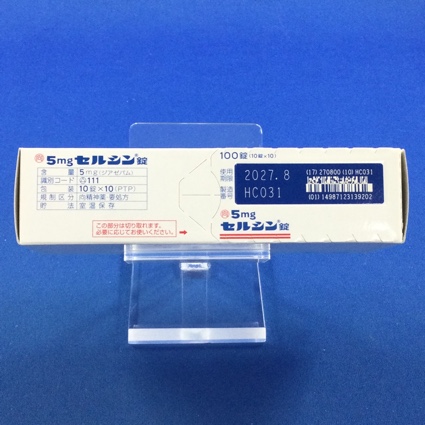 向 5mg セルシン®錠
含量 5mg(ジアゼパム)
識別コード 111
包装 10錠×10(PTP)
規制区分 向精神薬 要処方
貯法 室温保存
この部分は切り取れます。
必要に応じてお使いください。
100錠(10錠×10)
使用期限 2027.8
製造番号 HC031
(17) 270800 (10) HC031
(01) 14987123139202
向 5mg
セルシン錠